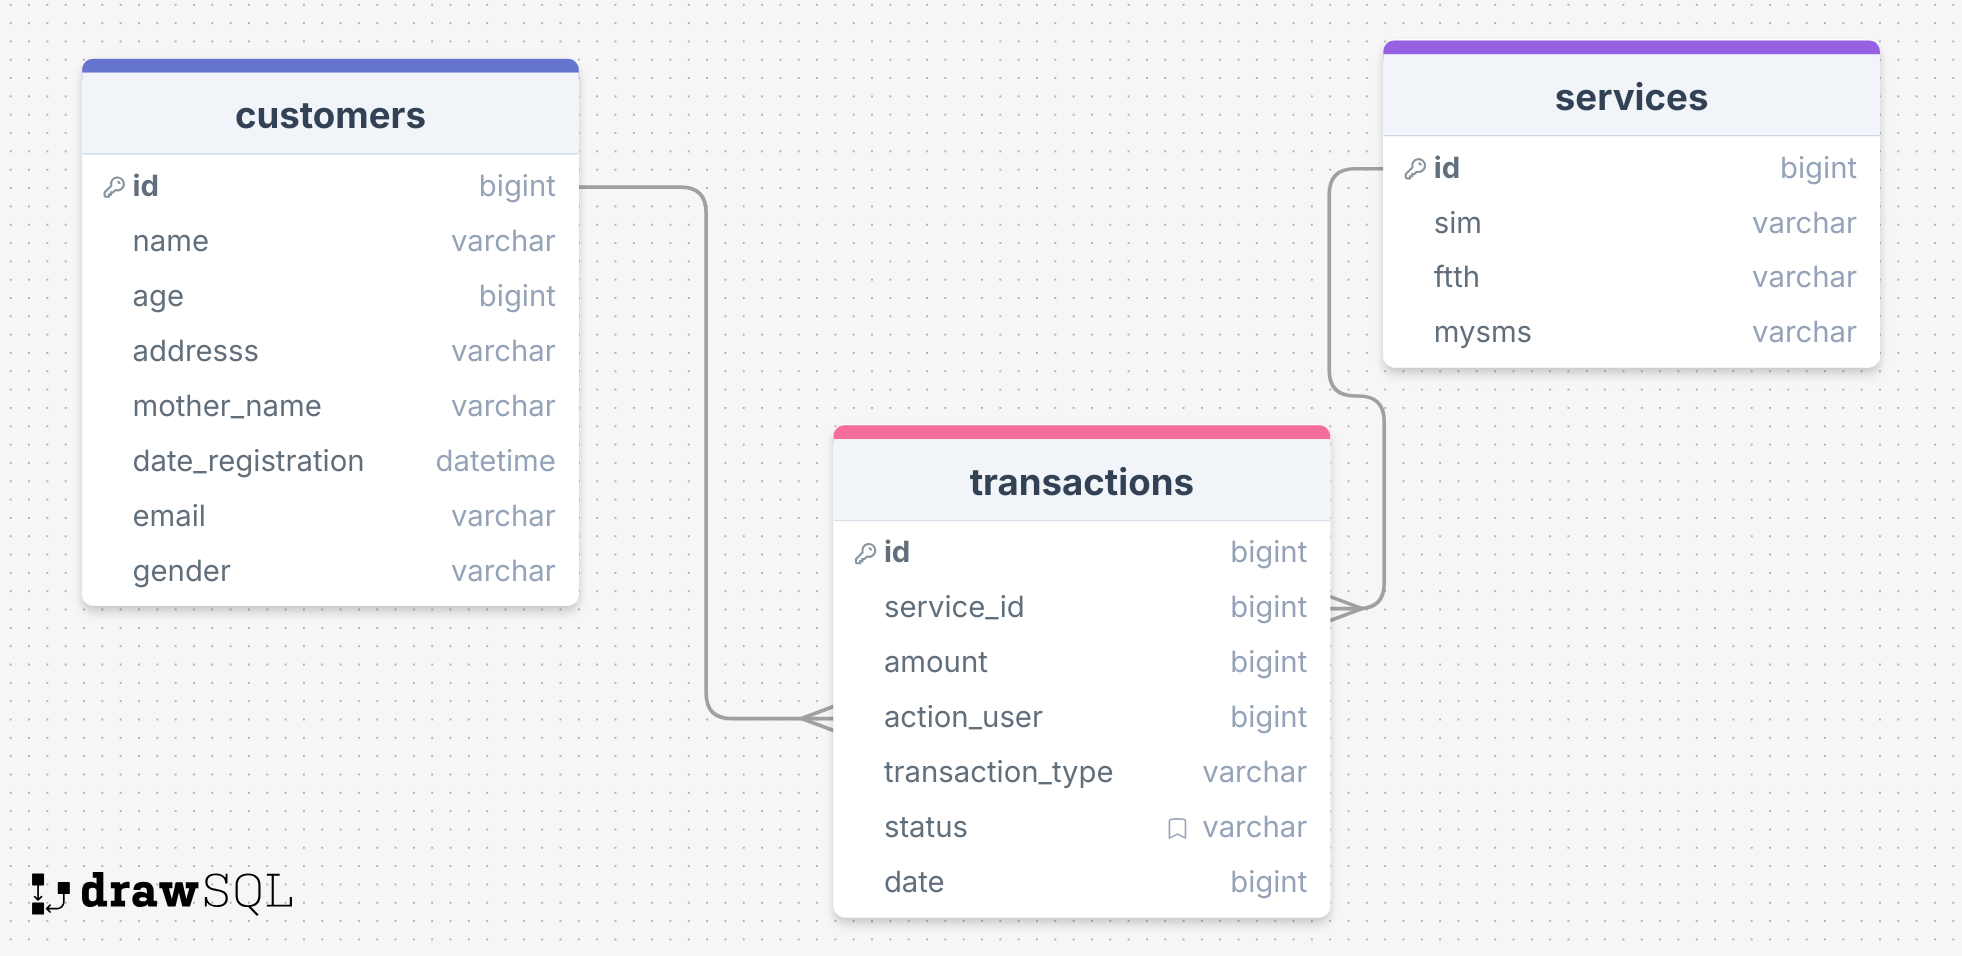 customers
id bigint
name varchar
age bigint
addresss varchar
mother_name varchar
date_registration datetime
email varchar
gender varchar
services
id bigint
sim varchar
ftth varchar
mysms varchar
transactions
id bigint
service_id bigint
amount bigint
action_user bigint
transaction_type varchar
status varchar
date bigint
drawSQL